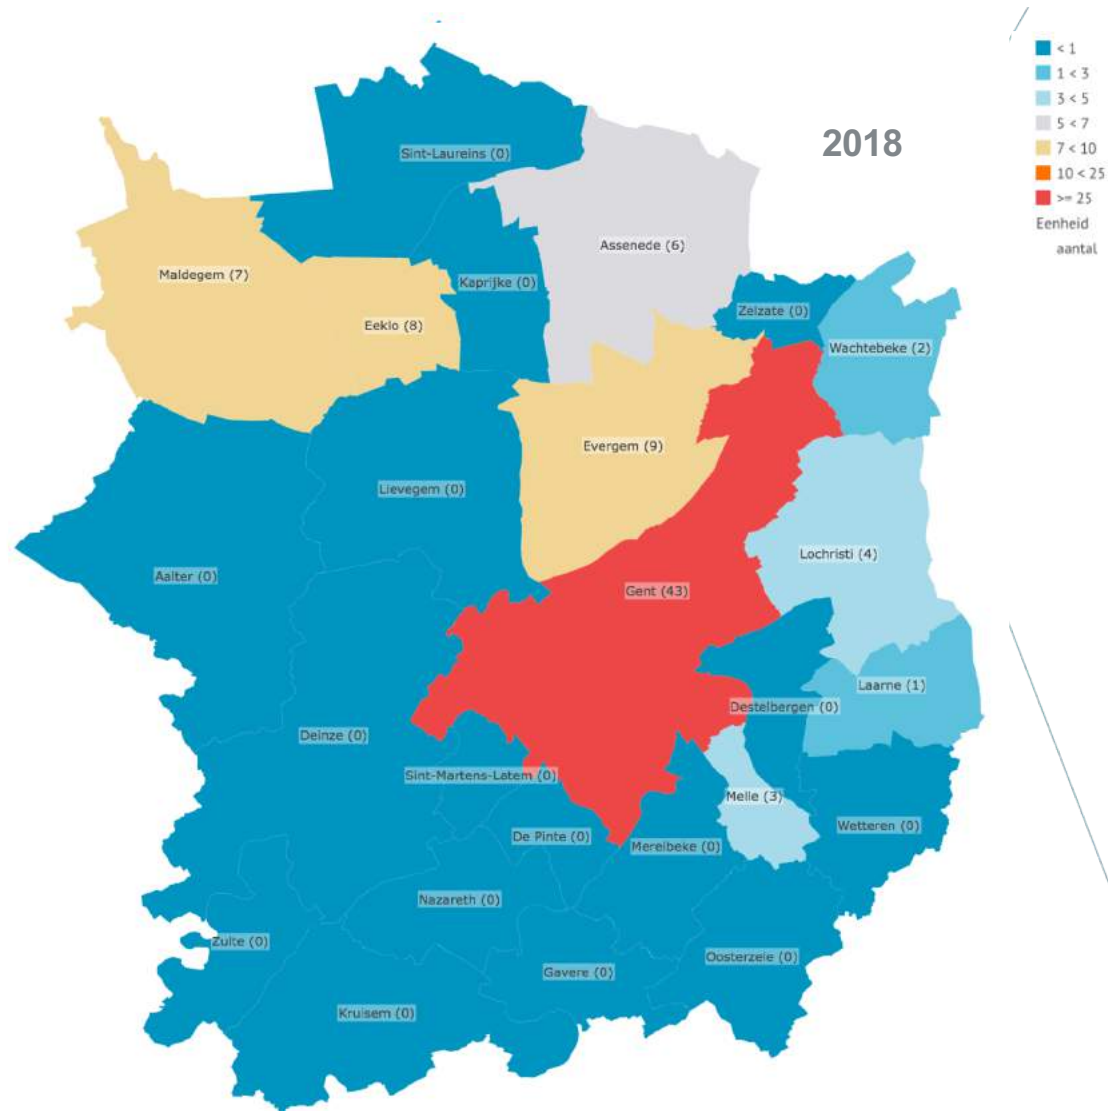 2018
< 1
1 < 3
3 < 5
5 < 7
7 < 10
10 < 25
>= 25
Eenheid
aantal
Sint-Laureins (0)
Assenede (6)
Maldegem (7)
Kaprijke (0)
Zelzate (0)
Eeklo (8)
Wachtebeke (2)
Evergem (9)
Lievegem (0)
Lochristi (4)
Aalter (0)
Gent (43)
Laarne (1)
Destelbergen (0)
Deinze (0)
Sint-Martens-Latem (0)
Melle (3)
Wetteren (0)
De Pinte (0)
Merelbeke (0)
Nazareth (0)
Zulte (0)
Oosterzele (0)
Gavere (0)
Kruisem (0)